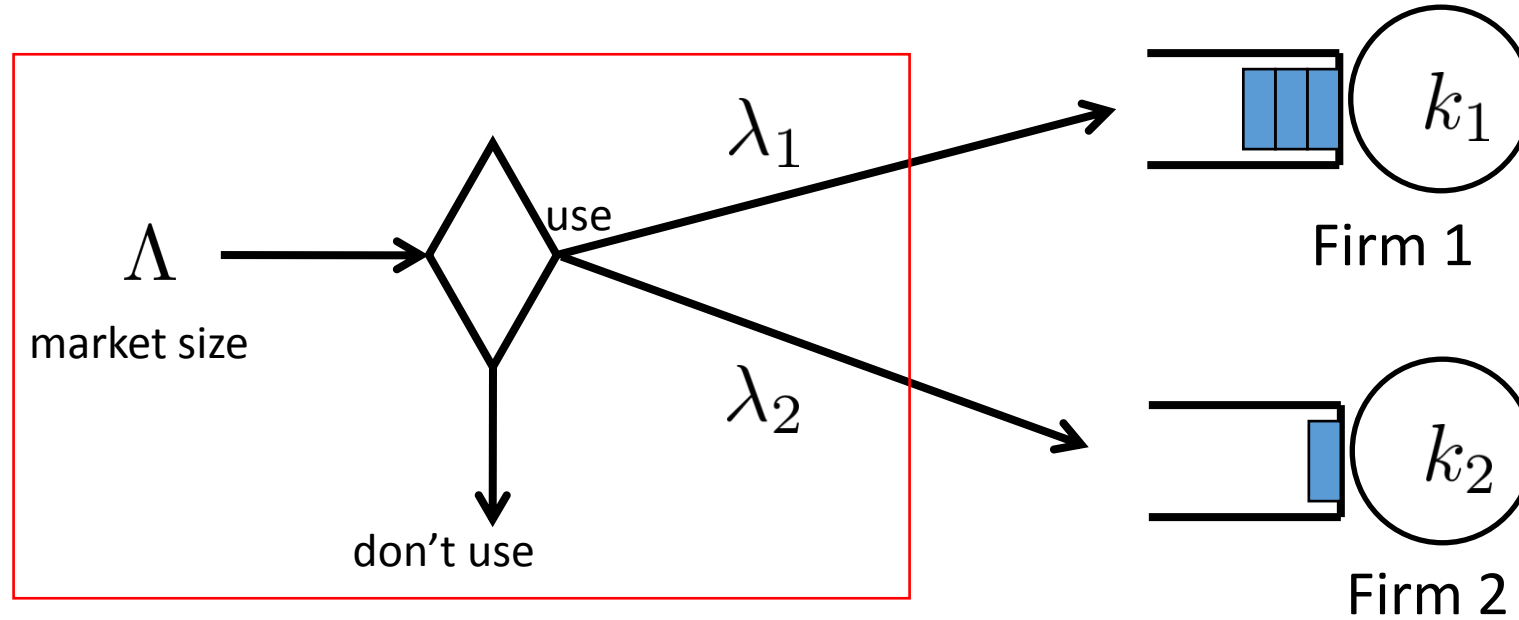 λ₁
k₁
use
Λ
Firm 1
market size
λ₂
k₂
don’t use
Firm 2